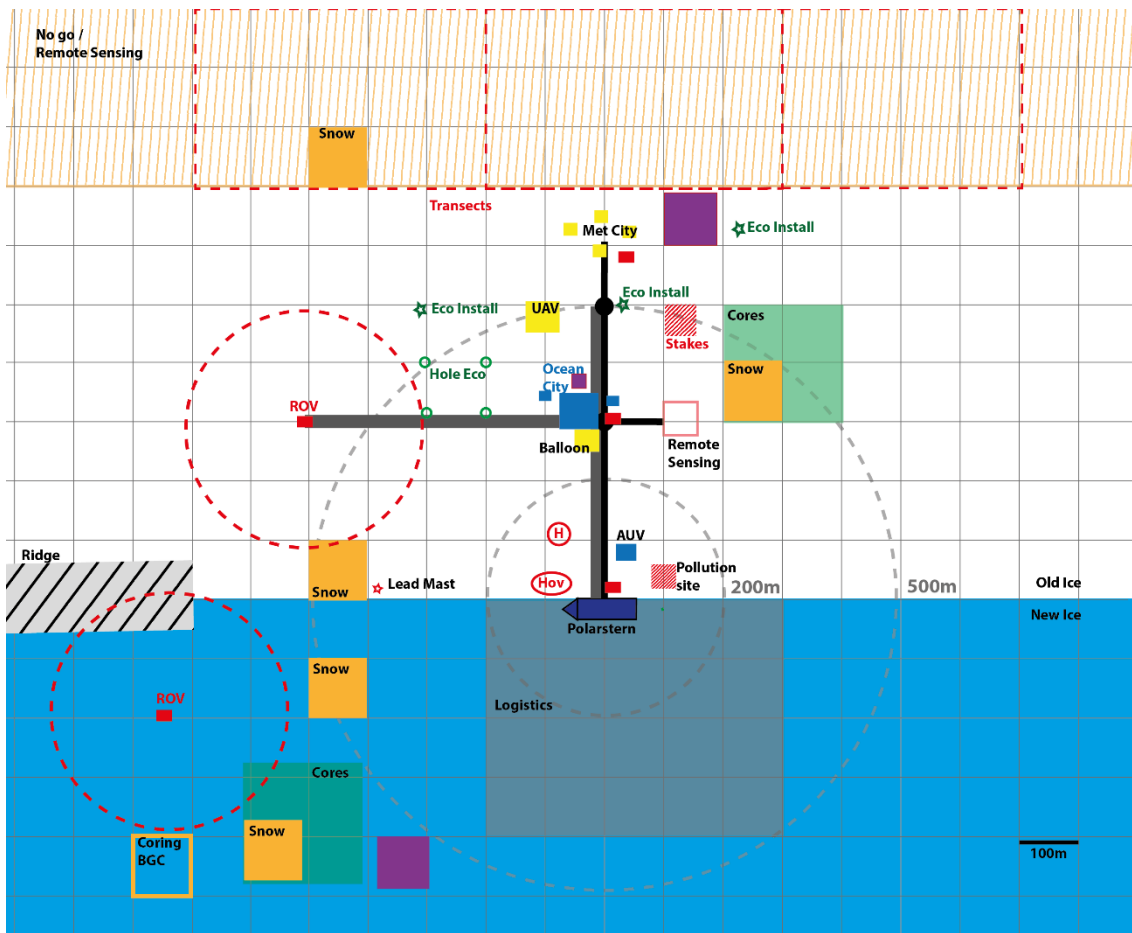 No go /
Remote Sensing
Snow
Transects
Met City
Eco Install
Eco Install
Eco Install
UAV
Cores
Stakes
Hole Eco
Ocean
City
Snow
ROV
Balloon
Remote
Sensing
H
AUV
Ridge
Lead Mast
Hov
Pollution
site
200m
500m
Old Ice
Snow
New Ice
Polarstern
Snow
ROV
Logistics
Cores
Snow
Coring
BGC
100m